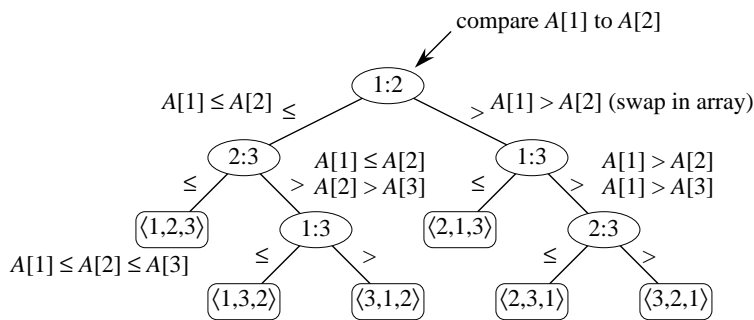 compare A[1] to A[2]
1:2
A[1] ≤ A[2] ≤
> A[1] > A[2] (swap in array)
2:3
1:3
≤
> A[1] ≤ A[2]
A[2] > A[3]
≤
> A[1] > A[2]
A[1] > A[3]
⟨1,2,3⟩
1:3
⟨2,1,3⟩
2:3
A[1] ≤ A[2] ≤ A[3]
≤
>
≤
>
⟨1,3,2⟩
⟨3,1,2⟩
⟨2,3,1⟩
⟨3,2,1⟩